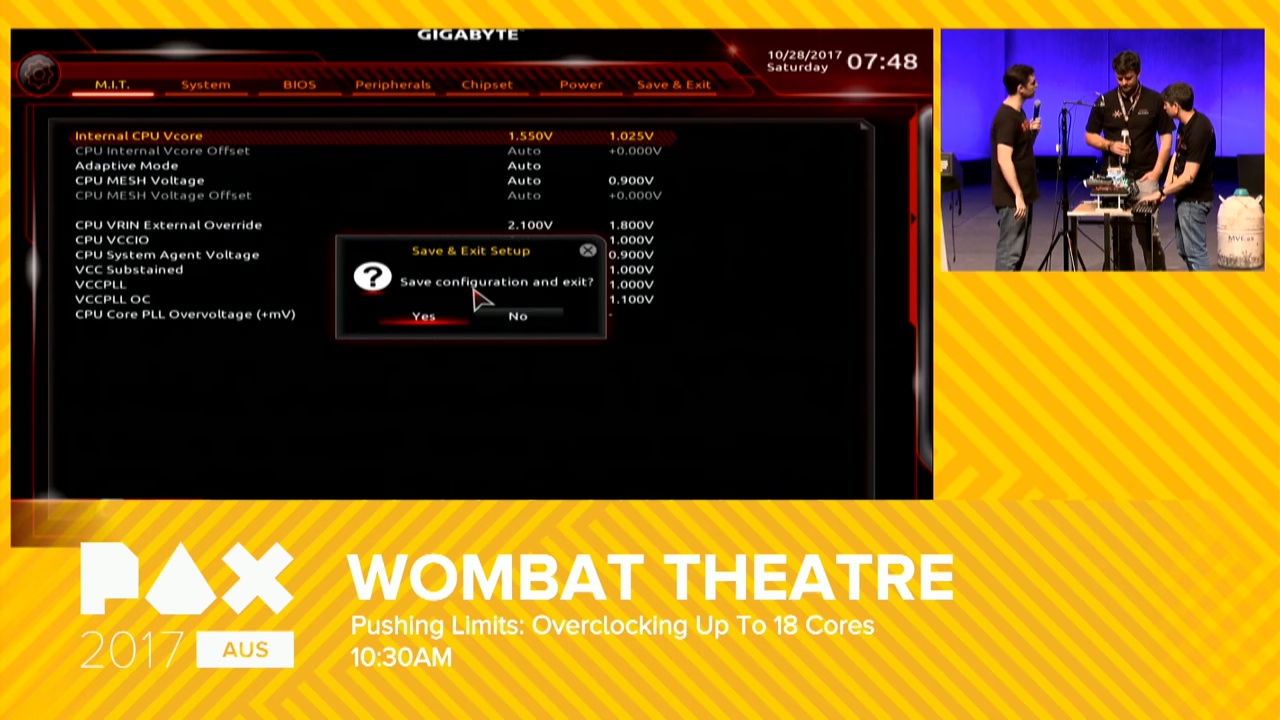 GIGABYTE
10/28/2017 07:48
Saturday
M.I.T. System BIOS Peripherals Chipset Power Save & Exit
Internal CPU Vcore 1.550V 1.025V
CPU Internal Vcore Offset Auto +0.000V
Adaptive Mode Auto
CPU MESH Voltage Auto 0.900V
CPU MESH Voltage Offset Auto +0.000V
CPU VRIN External Override 2.100V 1.800V
CPU VCCIO 1.000V
CPU System Agent Voltage 0.900V
VCC Substained 1.000V
VCCPLL 1.000V
VCCPLL OC 1.100V
CPU Core PLL Overvoltage (+mV) -
Save & Exit Setup
?
Save configuration and exit?
Yes No
PAX
2017 AUS
WOMBAT THEATRE
Pushing Limits: Overclocking Up To 18 Cores
10:30AM